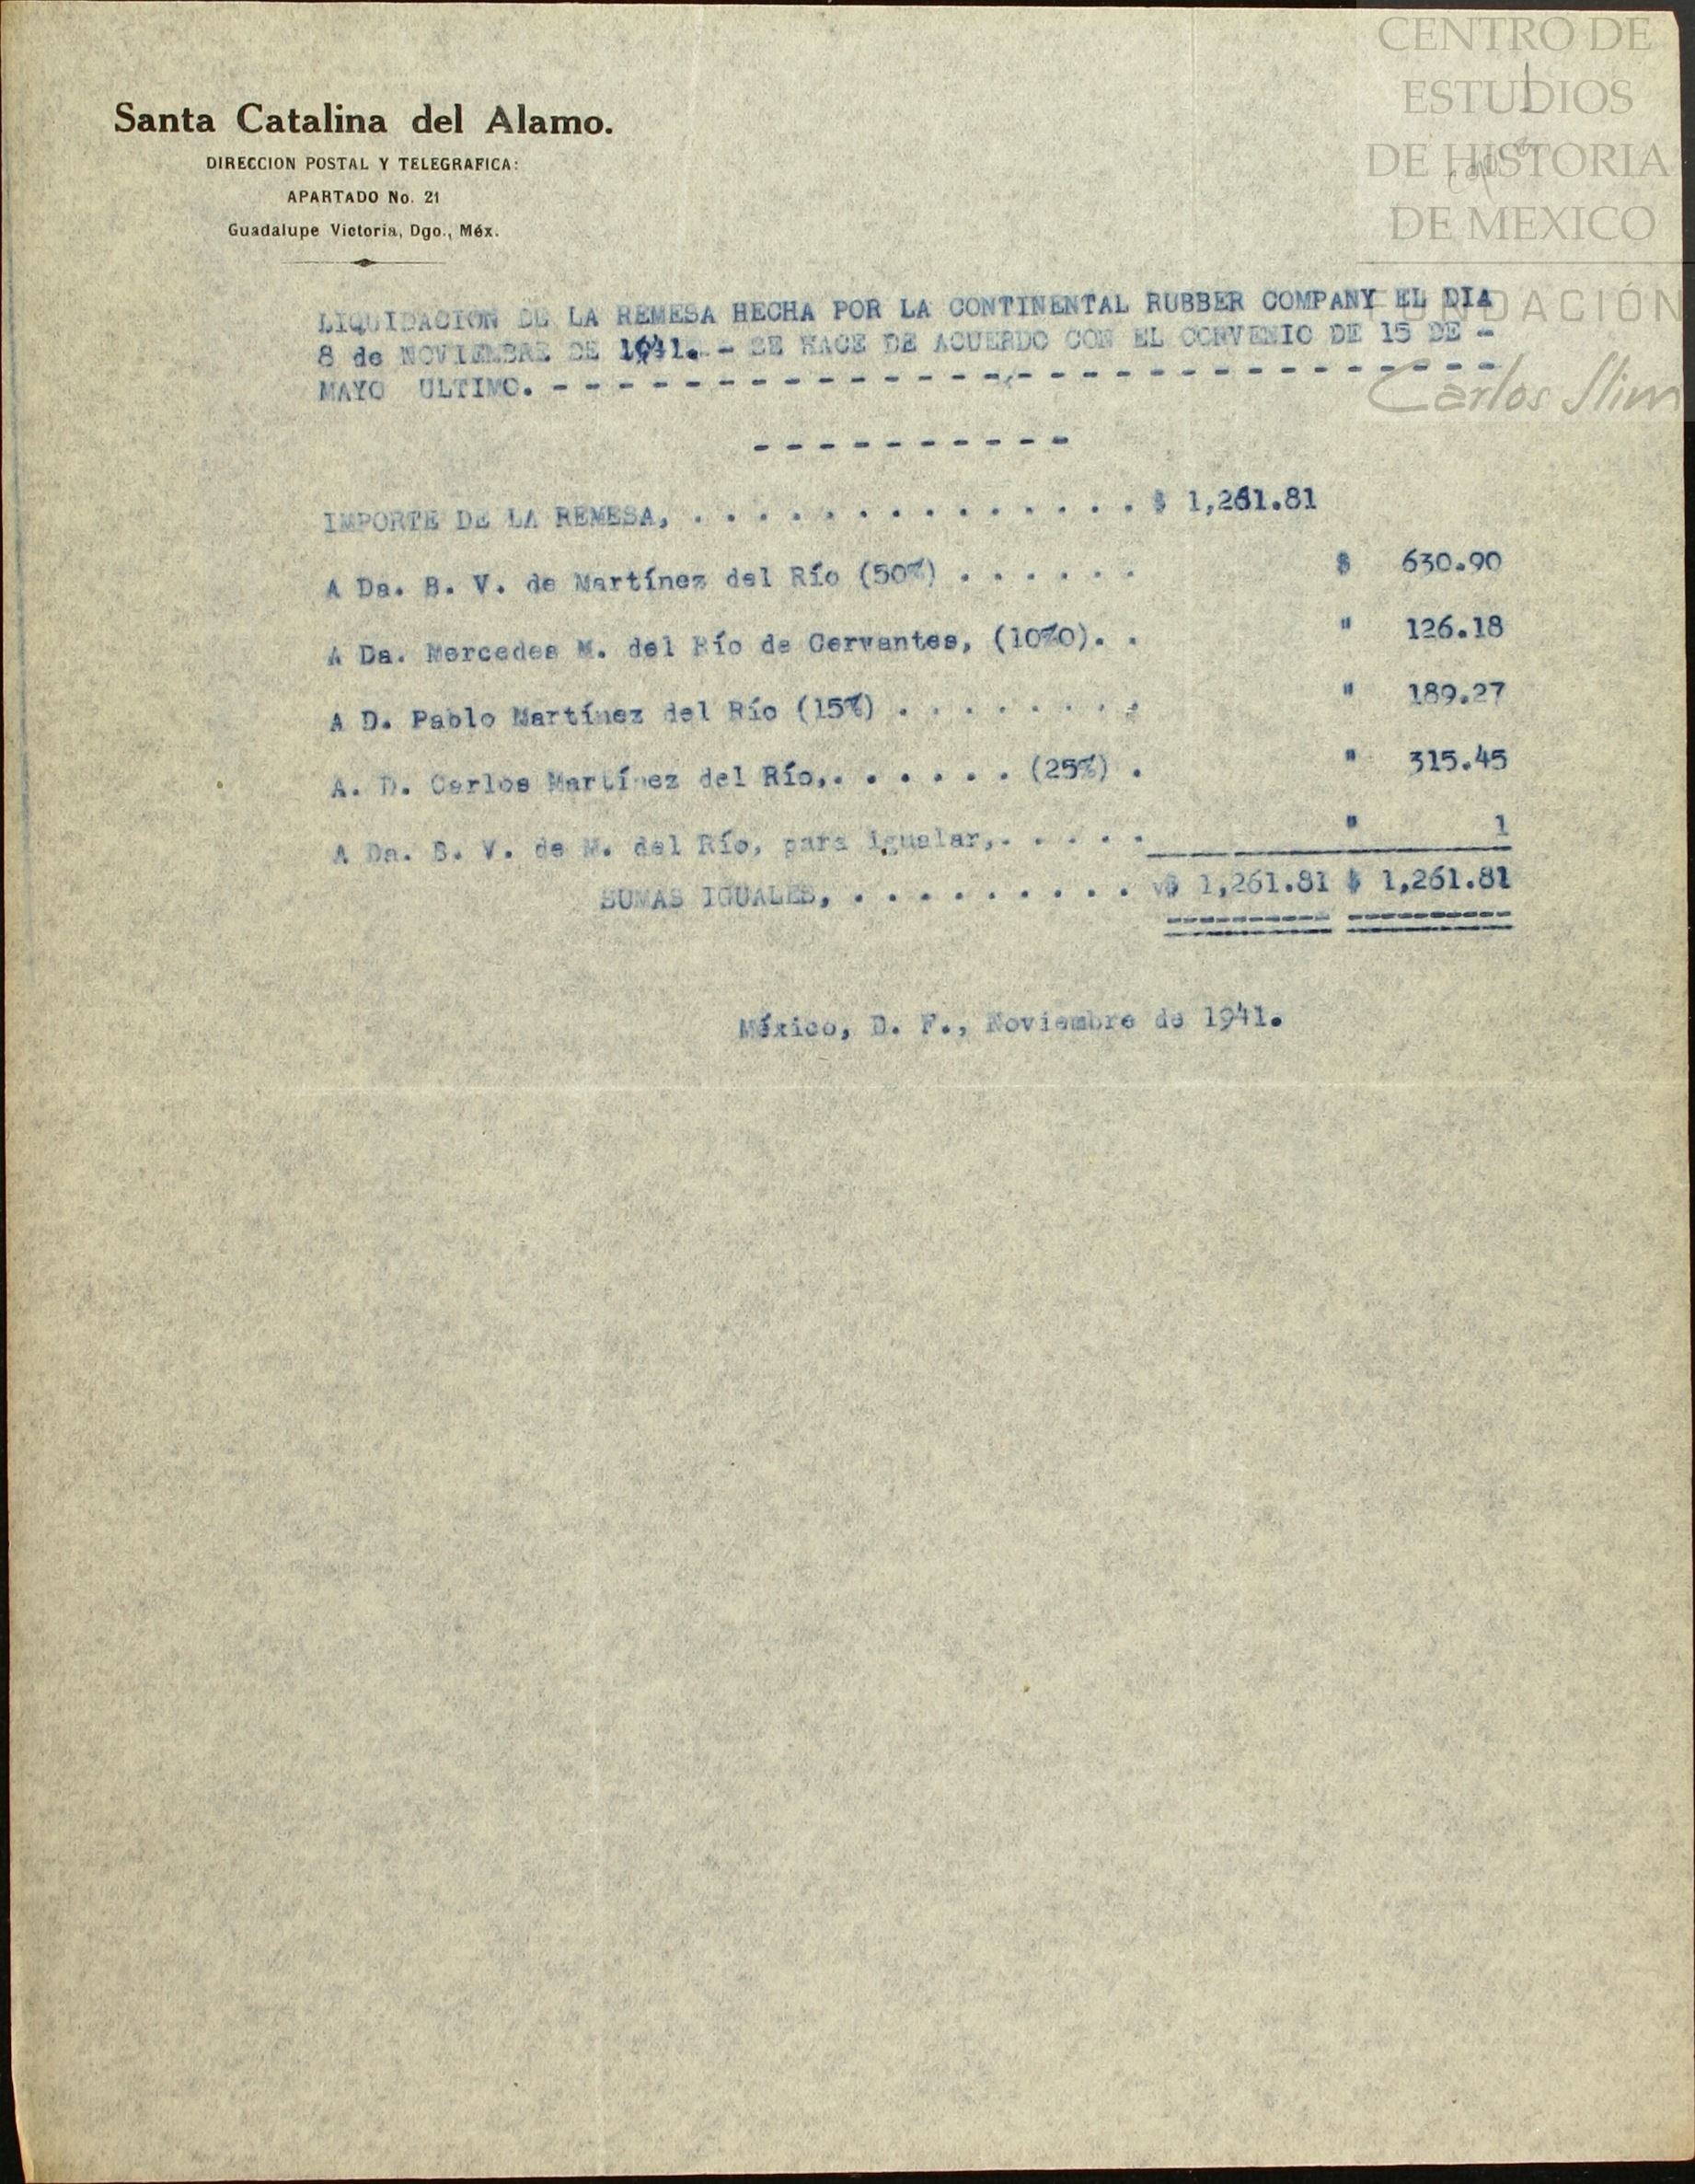 CENTRO DE
ESTUDIOS
DE HISTORIA
DE MEXICO
FUNDACIÓN
Carlos Slim
Santa Catalina del Alamo.
DIRECCION POSTAL Y TELEGRAFICA:
APARTADO No. 21
Guadalupe Victoria, Dgo., Méx.
LIQUIDACION DE LA REMESA HECHA POR LA CONTINENTAL RUBBER COMPANY EL DIA
8 de NOVIEMBRE DE 1941. - SE HACE DE ACUERDO CON EL CONVENIO DE 15 DE -
MAYO ULTIMO. - - - - - - - - - - - - - - - - - - - - - - - - - - - - -
- - - - - - - - - -
IMPORTE DE LA REMESA, . . . . . . . . . . . . . . $ 1,261.81
A Da. B. V. de Martínez del Río (50%) . . . . . . $ 630.90
A Da. Mercedes M. del Río de Cervantes, (10%0). . " 126.18
A D. Pablo Martínez del Río (15%) . . . . . . . . " 189.27
A. D. Carlos Martínez del Río,. . . . . . (25%) . " 315.45
A Da. B. V. de M. del Río, para igualar,. . . . . " 1
SUMAS IGUALES, . . . . . . . . . $ 1,261.81 $ 1,261.81
México, D. F., Noviembre de 1941.